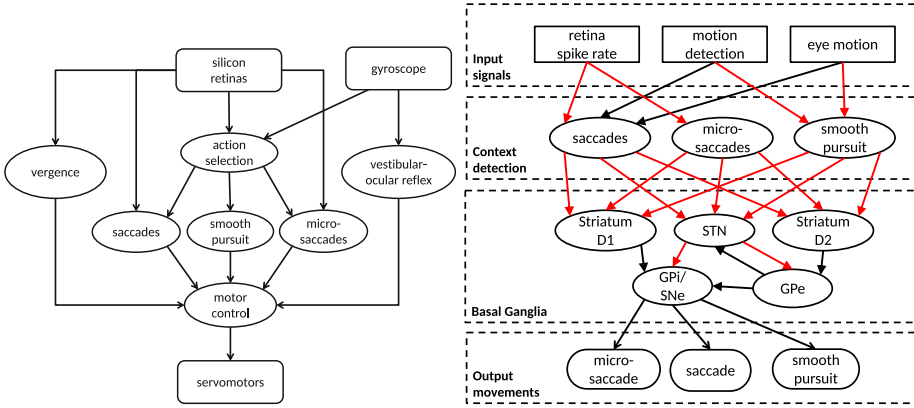 silicon
retinas
gyroscope
action
selection
vergence
vestibular-
ocular reflex
saccades
smooth
pursuit
micro-
saccades
motor
control
servomotors
Input
signals
retina
spike rate
motion
detection
eye motion
Context
detection
saccades
micro-
saccades
smooth
pursuit
Basal Ganglia
Striatum
D1
STN
Striatum
D2
GPi/
SNe
GPe
Output
movements
micro-
saccade
saccade
smooth
pursuit